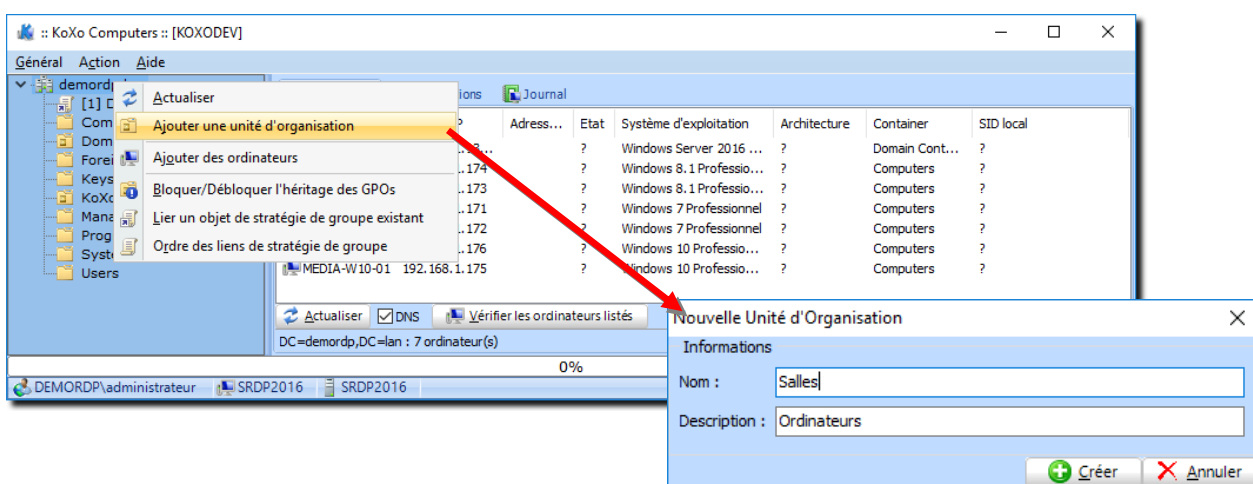 :: KoXo Computers :: [KOXODEV]
Général Action Aide
demordp
[1] D
Com
Dom
Forei
Keys
KoXo
Mana
Prog
Syst
Users
Actualiser
Ajouter une unité d'organisation
Ajouter des ordinateurs
Bloquer/Débloquer l'héritage des GPOs
Lier un objet de stratégie de groupe existant
Ordre des liens de stratégie de groupe
ions Journal
Adress... Etat Système d'exploitation Architecture Container SID local
? Windows Server 2016 ... ? Domain Cont... ?
.174 ? Windows 8.1 Professio... ? Computers ?
.173 ? Windows 8.1 Professio... ? Computers ?
.171 ? Windows 7 Professionnel ? Computers ?
.172 ? Windows 7 Professionnel ? Computers ?
.176 ? Windows 10 Professio... ? Computers ?
MEDIA-W10-01 192.168.1.175 ? Windows 10 Professio... ? Computers ?
Actualiser DNS Vérifier les ordinateurs listés
DC=demordp,DC=lan : 7 ordinateur(s)
0%
DEMORDP\administrateur SRDP2016 SRDP2016
Nouvelle Unité d'Organisation
Informations
Nom : Salles
Description : Ordinateurs
Créer Annuler